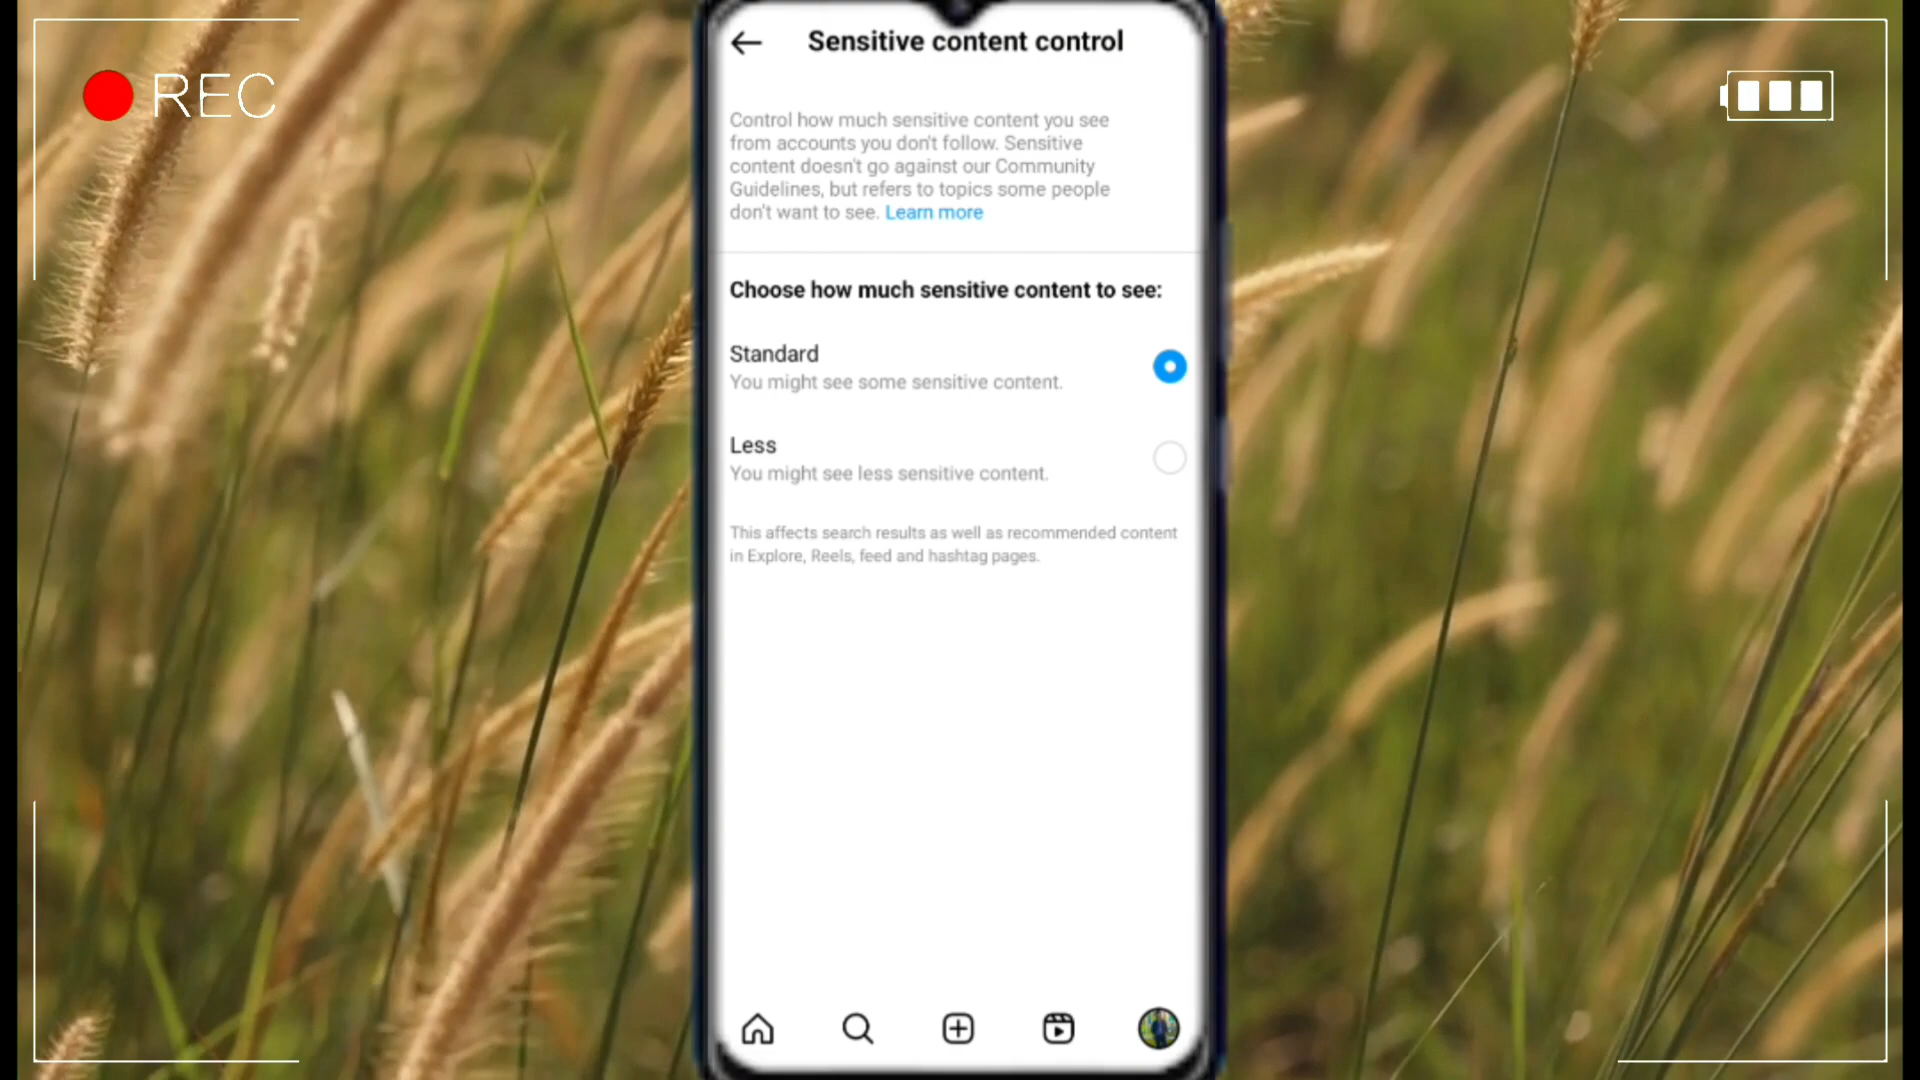 REC
Sensitive content control
Control how much sensitive content you see
from accounts you don't follow. Sensitive
content doesn't go against our Community
Guidelines, but refers to topics some people
don't want to see. Learn more
Choose how much sensitive content to see:
Standard
You might see some sensitive content.
Less
You might see less sensitive content.
This affects search results as well as recommended content
in Explore, Reels, feed and hashtag pages.